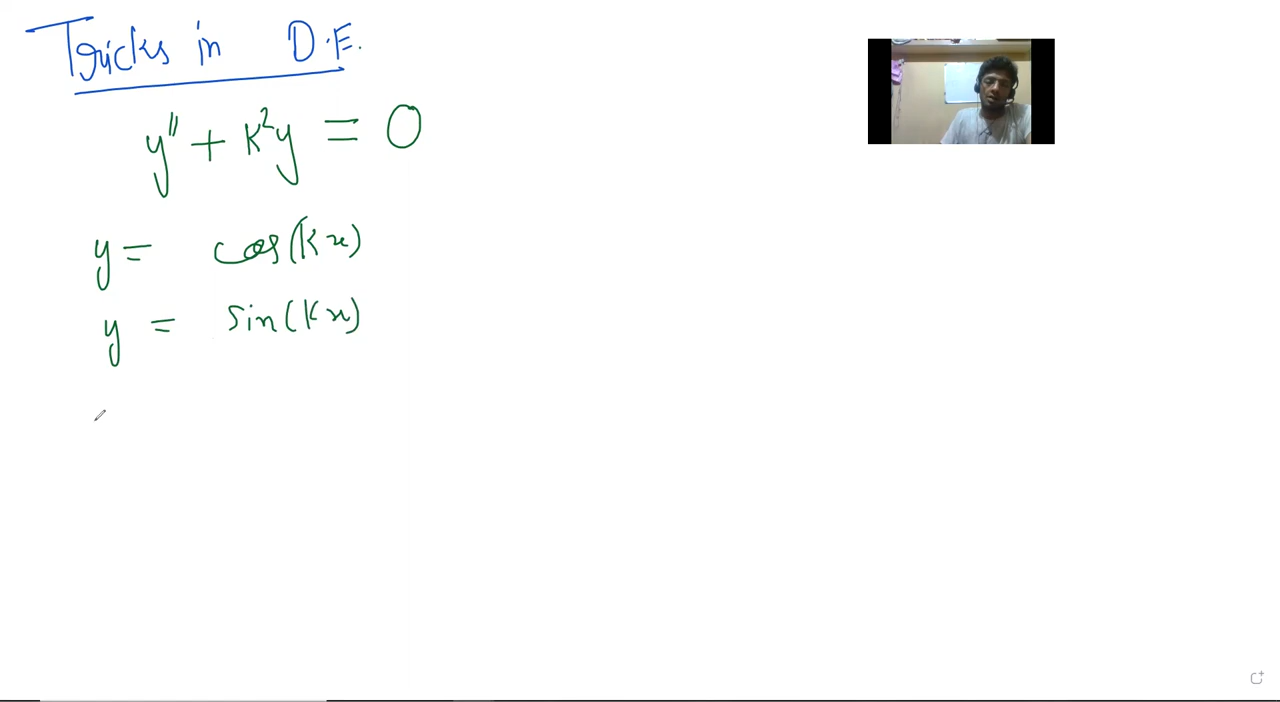 Tricks in D.E.
y'' + K²y = 0
y = cos(Kx)
y = sin(Kx)